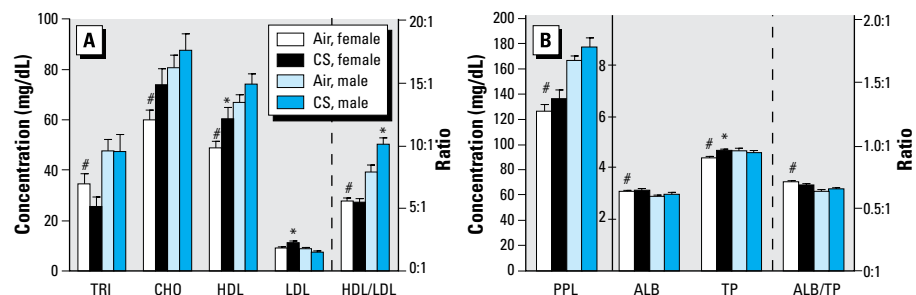 A
Concentration (mg/dL)
100
80
60
40
20
0
Air, female
CS, female
Air, male
CS, male
# # # * * # *
20:1
15:1
10:1
5:1
0:1
Ratio
TRI CHO HDL LDL HDL/LDL
B
Concentration (mg/dL)
200
180
160
140
120
100
80
60
40
20
0
8
6
4
2
# # # * #
2.0:1
1.5:1
1.0:1
0.5:1
0:1
Ratio
PPL ALB TP ALB/TP